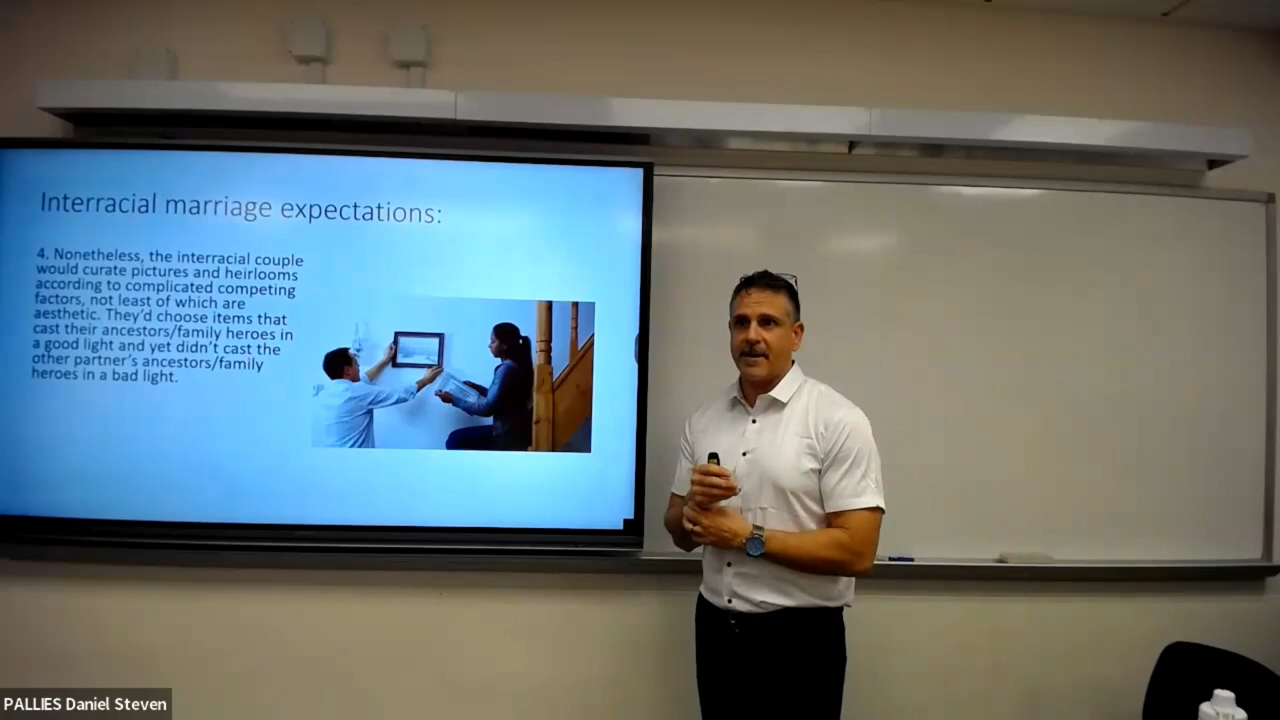 Interracial marriage expectations:
4. Nonetheless, the interracial couple
would curate pictures and heirlooms
according to complicated competing
factors, not least of which are
aesthetic. They'd choose items that
cast their ancestors/family heroes in
a good light and yet didn't cast the
other partner's ancestors/family
heroes in a bad light.
PALLIES Daniel Steven